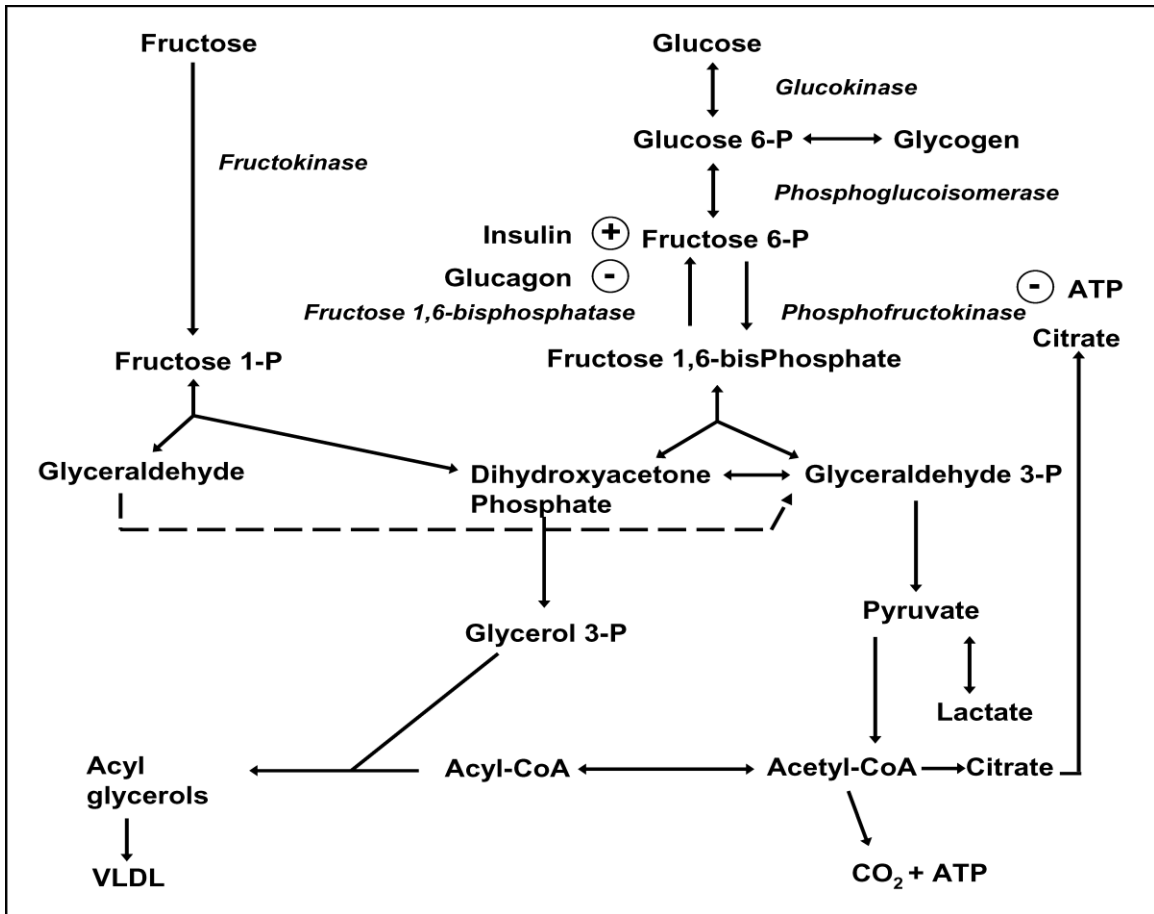 Fructose
Glucose
Glucokinase
Glucose 6-P
Glycogen
Fructokinase
Phosphoglucoisomerase
Insulin + Fructose 6-P
Glucagon -
- ATP
Fructose 1,6-bisphosphatase
Phosphofructokinase
Citrate
Fructose 1-P
Fructose 1,6-bisPhosphate
Glyceraldehyde
Dihydroxyacetone
Phosphate
Glyceraldehyde 3-P
Pyruvate
Glycerol 3-P
Lactate
Acyl
glycerols
Acyl-CoA
Acetyl-CoA
Citrate
VLDL
CO₂ + ATP